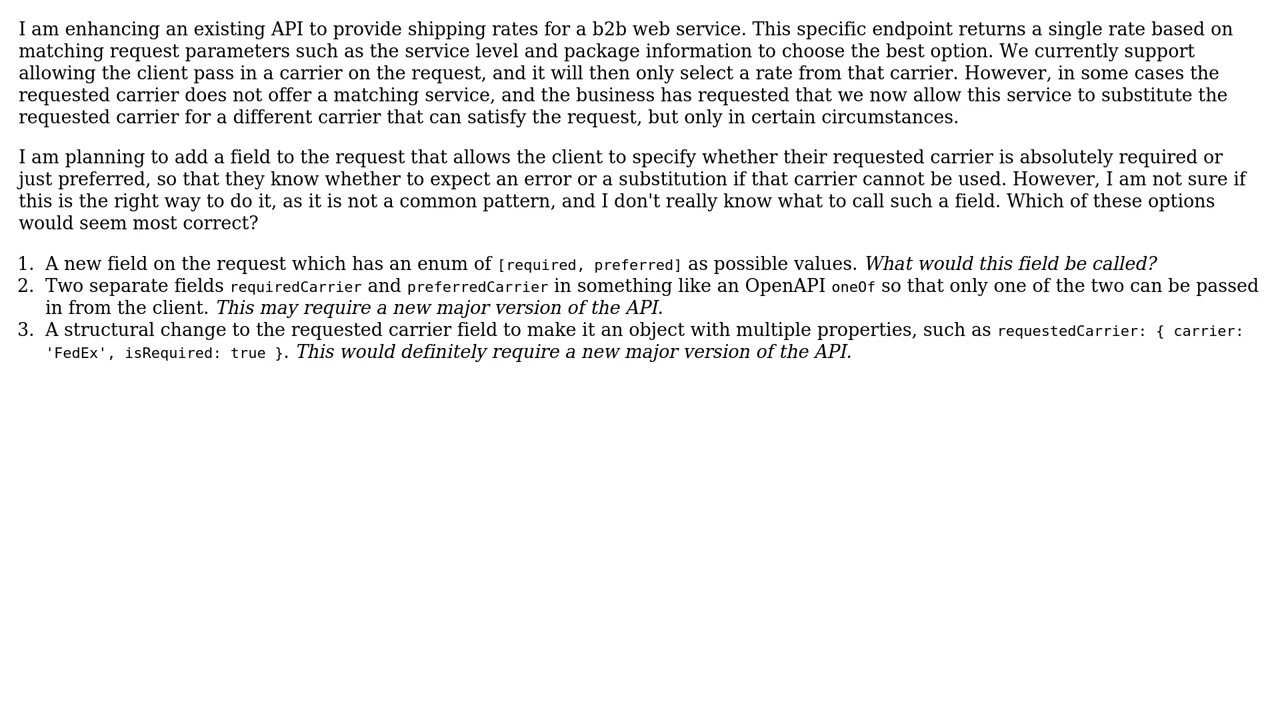 I am enhancing an existing API to provide shipping rates for a b2b web service. This specific endpoint returns a single rate based on
matching request parameters such as the service level and package information to choose the best option. We currently support
allowing the client pass in a carrier on the request, and it will then only select a rate from that carrier. However, in some cases the
requested carrier does not offer a matching service, and the business has requested that we now allow this service to substitute the
requested carrier for a different carrier that can satisfy the request, but only in certain circumstances.
I am planning to add a field to the request that allows the client to specify whether their requested carrier is absolutely required or
just preferred, so that they know whether to expect an error or a substitution if that carrier cannot be used. However, I am not sure if
this is the right way to do it, as it is not a common pattern, and I don't really know what to call such a field. Which of these options
would seem most correct?
1. A new field on the request which has an enum of [required, preferred] as possible values. What would this field be called?
2. Two separate fields requiredCarrier and preferredCarrier in something like an OpenAPI oneOf so that only one of the two can be passed
in from the client. This may require a new major version of the API.
3. A structural change to the requested carrier field to make it an object with multiple properties, such as requestedCarrier: { carrier:
'FedEx', isRequired: true }. This would definitely require a new major version of the API.